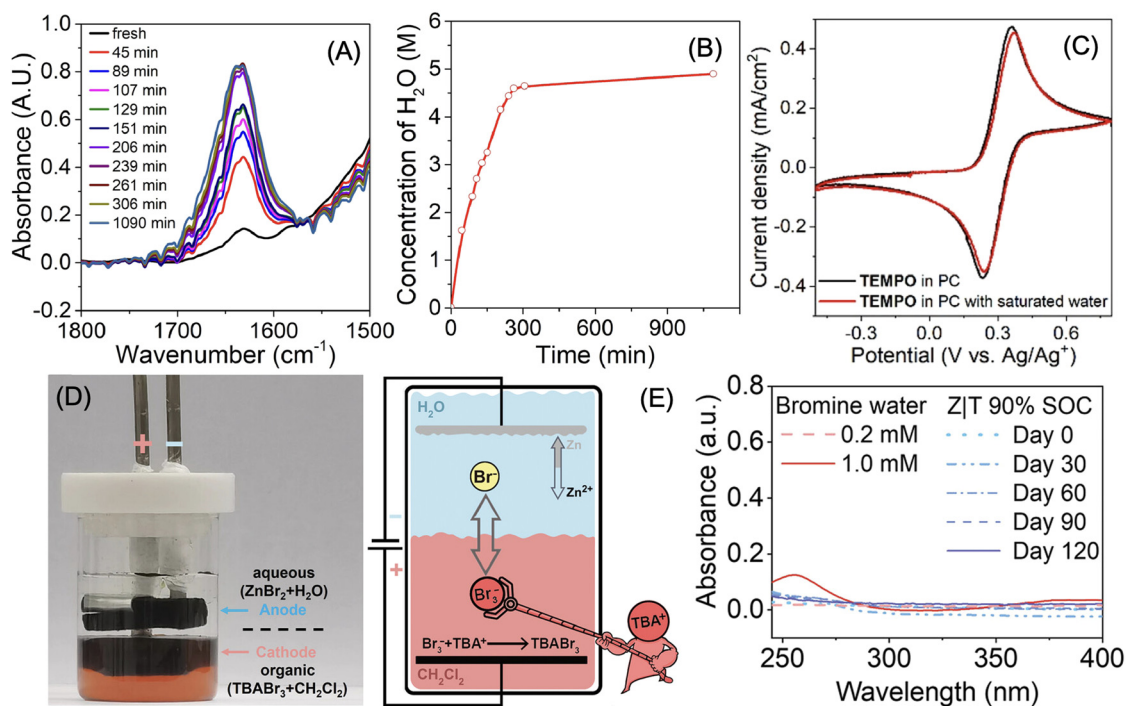 (A)
Absorbance (A.U.)
1.0
0.8
0.6
0.4
0.2
0.0
-0.2
fresh
45 min
89 min
107 min
129 min
151 min
206 min
239 min
261 min
306 min
1090 min
1800 1700 1600 1500
Wavenumber (cm⁻¹)
(B)
Concentration of H₂O (M)
6
5
4
3
2
1
0
0 300 600 900
Time (min)
(C)
Current density (mA/cm²)
0.4
0.2
0.0
-0.2
-0.4
TEMPO in PC
TEMPO in PC with saturated water
-0.3 0.0 0.3 0.6
Potential (V vs. Ag/Ag⁺)
(D)
+ −
aqueous
(ZnBr₂+H₂O)
Anode
Cathode
organic
(TBABr₃+CH₂Cl₂)
H₂O
Zn
Zn²⁺
Br⁻
−
+
Br₃⁻
TBA⁺
Br₃⁻+TBA⁺ → TBABr₃
CH₂Cl₂
(E)
Absorbance (a.u.)
0.8
0.6
0.4
0.2
0.0
Bromine water
0.2 mM
1.0 mM
Z|T 90% SOC
Day 0
Day 30
Day 60
Day 90
Day 120
250 300 350 400
Wavelength (nm)